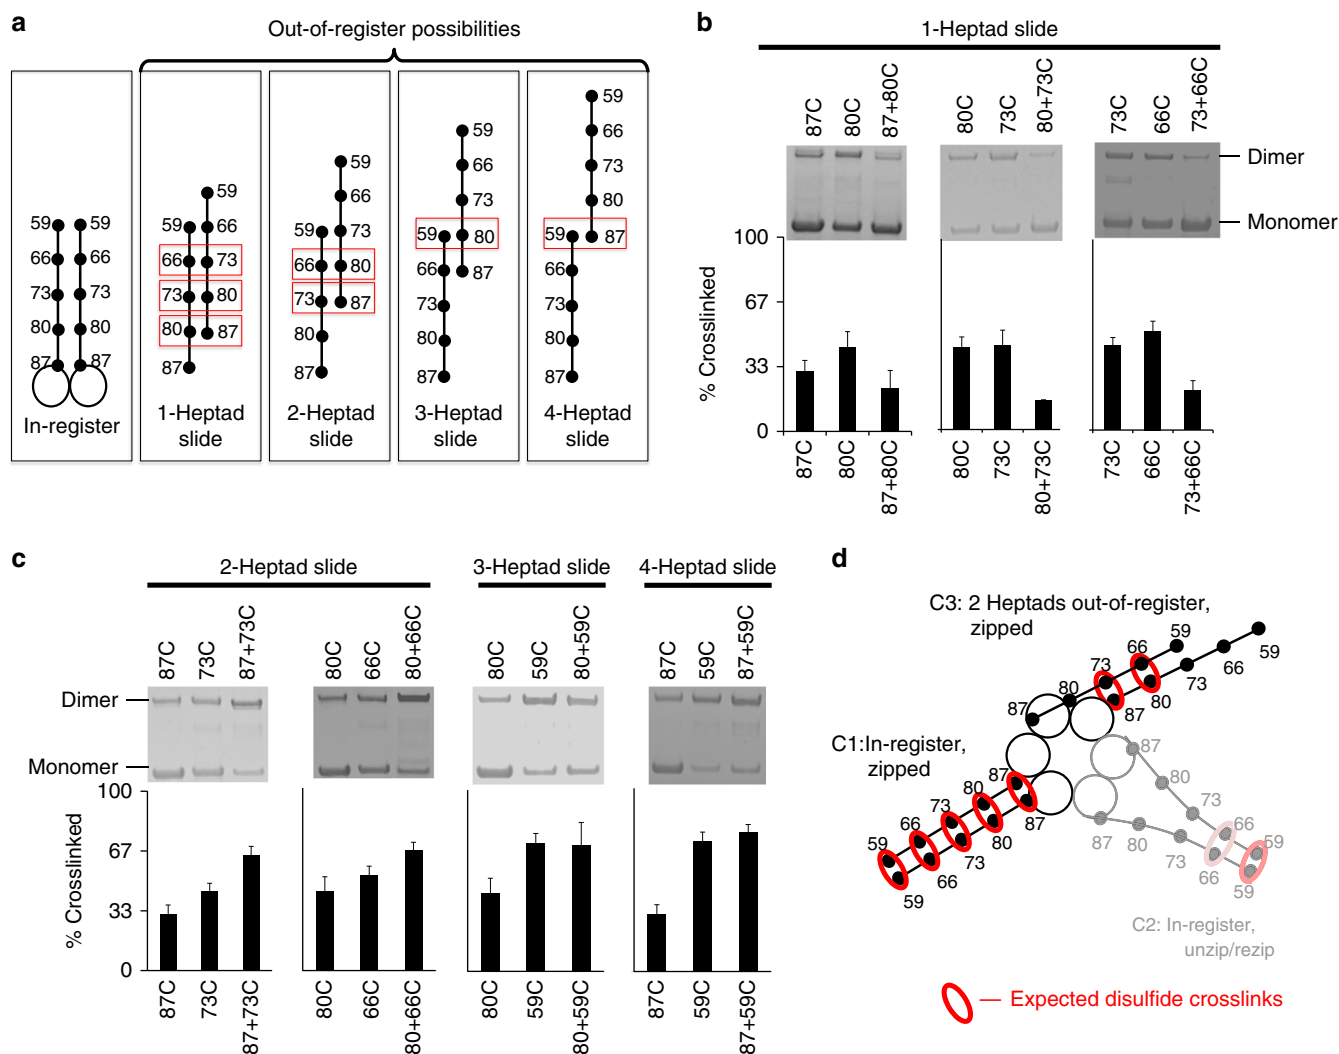 a
Out-of-register possibilities
59 59
66 66
73 73
80 80
87 87
In-register
59
59 66
66 73
73 80
80 87
87
1-Heptad
slide
59
66
59 73
66 80
73 87
80
87
2-Heptad
slide
59
66
73
59 80
66 87
73
80
87
3-Heptad
slide
59
66
73
80
59 87
66
73
80
87
4-Heptad
slide
b
1-Heptad slide
87C 80C 87+80C
80C 73C 80+73C
73C 66C 73+66C
Dimer
Monomer
100
67
33
0
% Crosslinked
87C 80C 87+80C
80C 73C 80+73C
73C 66C 73+66C
c
2-Heptad slide
3-Heptad slide
4-Heptad slide
87C 73C 87+73C
80C 66C 80+66C
80C 59C 80+59C
87C 59C 87+59C
Dimer
Monomer
100
67
33
0
% Crosslinked
87C 73C 87+73C
80C 66C 80+66C
80C 59C 80+59C
87C 59C 87+59C
d
C3: 2 Heptads out-of-register,
zipped
59
66
73
80
87
59
66
73
80
87
C1:In-register,
zipped
87
80
73
66
59
87
80
73
66
59
87
80
73
66
59
87
80
73
66
59
C2: In-register,
unzip/rezip
— Expected disulfide crosslinks